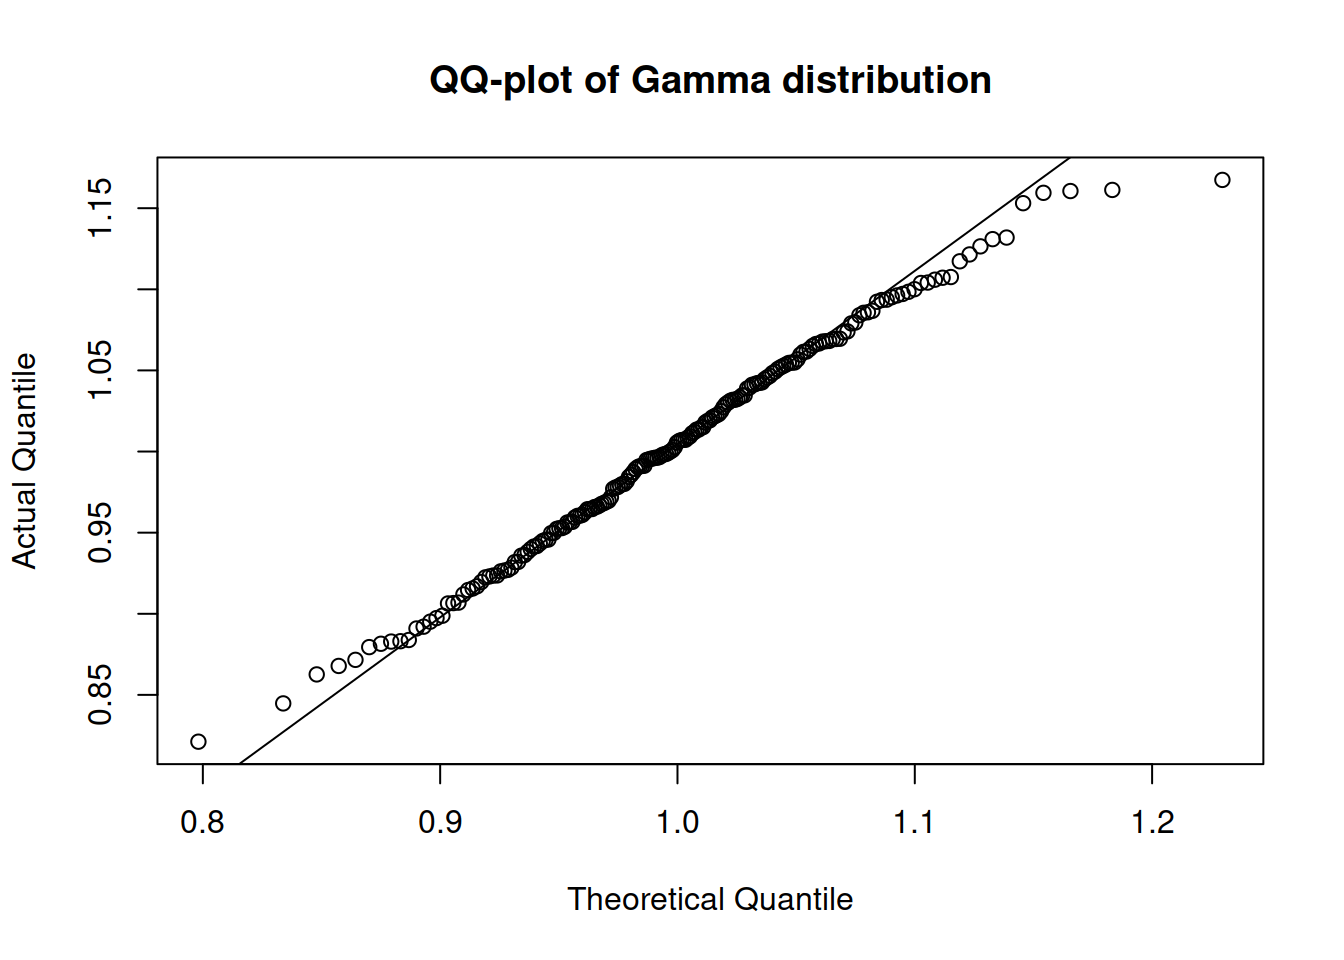 QQ-plot of Gamma distribution
Actual Quantile
1.15
1.05
0.95
0.85
0.8 0.9 1.0 1.1 1.2
Theoretical Quantile